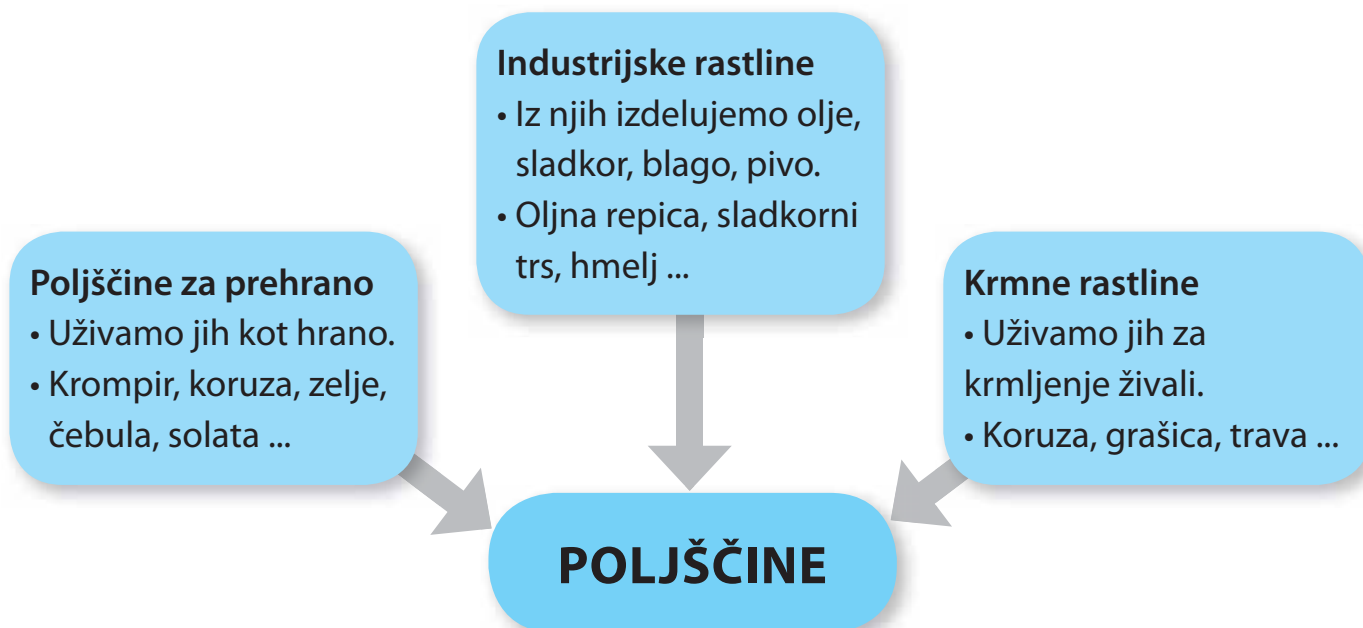 Industrijske rastline
• Iz njih izdelujemo olje,
sladkor, blago, pivo.
• Oljna repica, sladkorni
trs, hmelj ...
Poljščine za prehrano
• Uživamo jih kot hrano.
• Krompir, koruza, zelje,
čebula, solata ...
Krmne rastline
• Uživamo jih za
krmljenje živali.
• Koruza, grašica, trava ...
POLJŠČINE